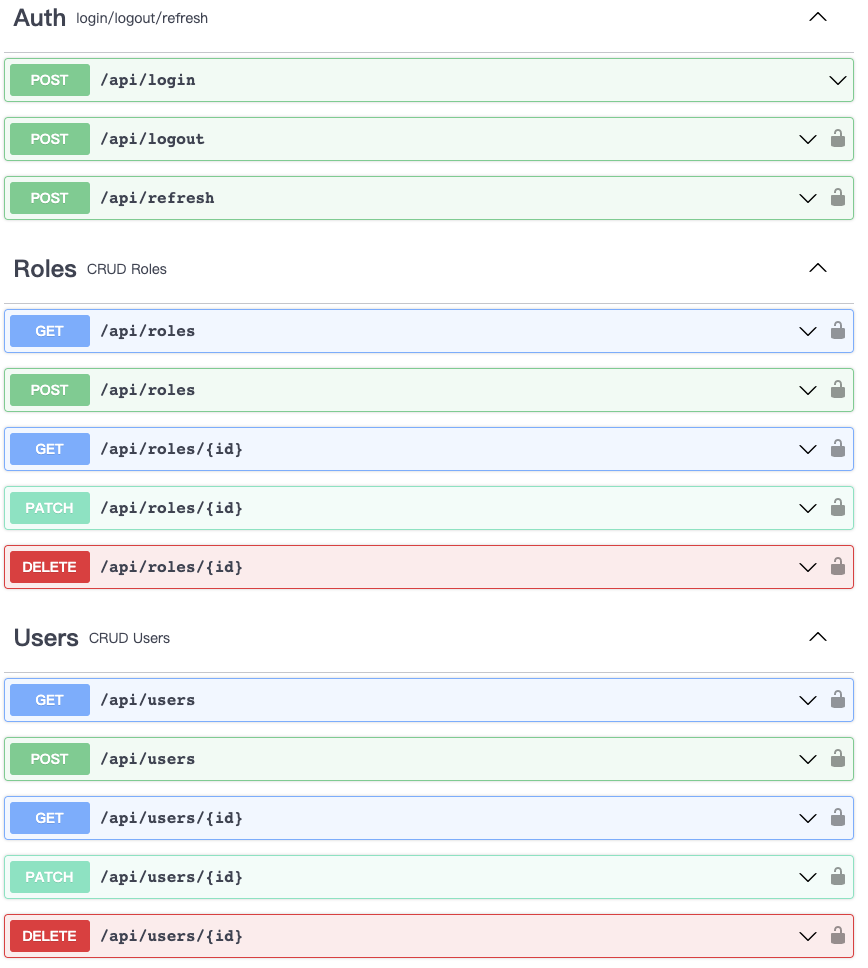 Auth login/logout/refresh
POST /api/login
POST /api/logout
POST /api/refresh
Roles CRUD Roles
GET /api/roles
POST /api/roles
GET /api/roles/{id}
PATCH /api/roles/{id}
DELETE /api/roles/{id}
Users CRUD Users
GET /api/users
POST /api/users
GET /api/users/{id}
PATCH /api/users/{id}
DELETE /api/users/{id}